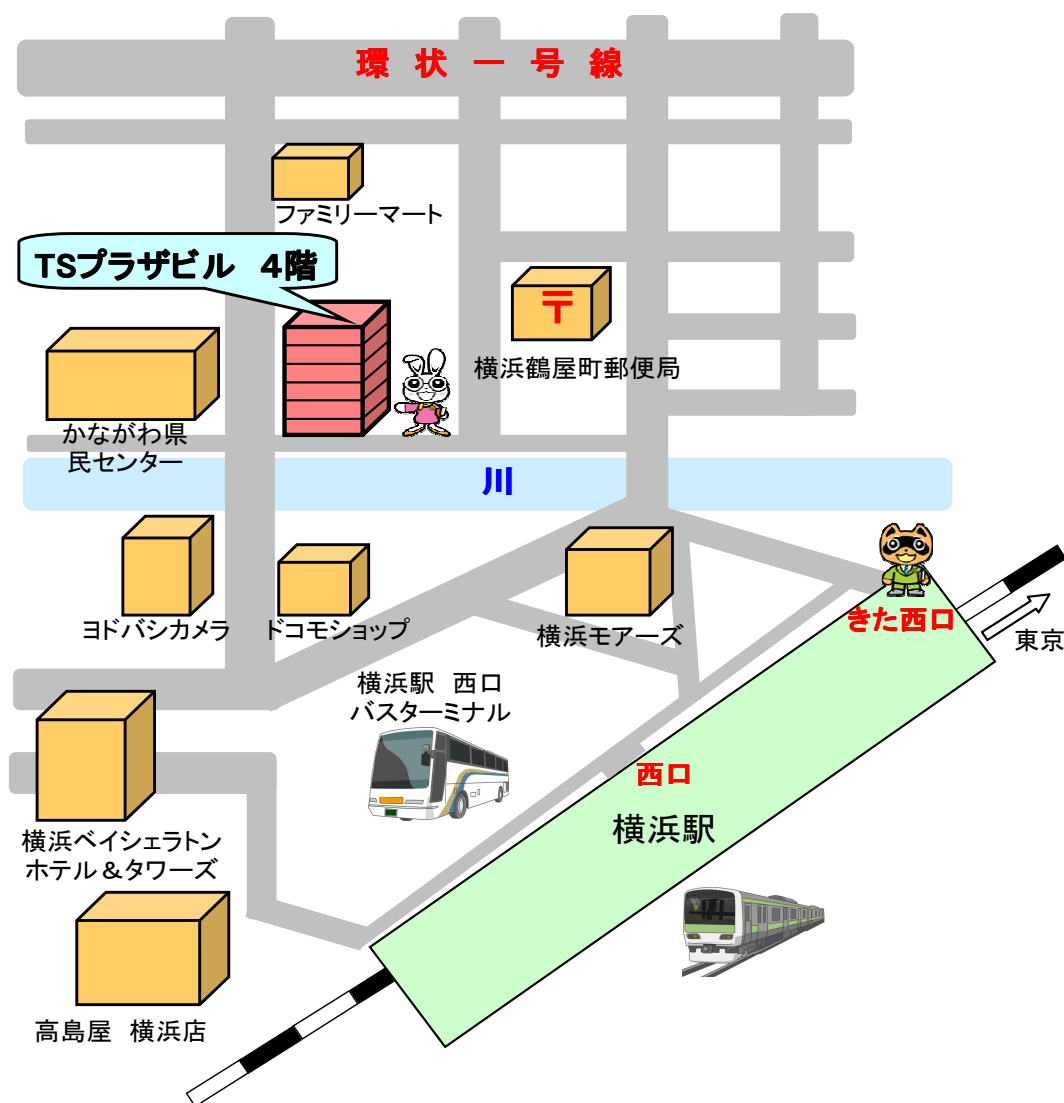 環状一号線
ファミリーマート
TSプラザビル 4階
〒
横浜鶴屋町郵便局
かながわ県
民センター
川
ヨドバシカメラ
ドコモショップ
横浜モアーズ
きた西口
東京
横浜駅 西口
バスターミナル
西口
横浜駅
横浜ベイシェラトン
ホテル&タワーズ
高島屋 横浜店